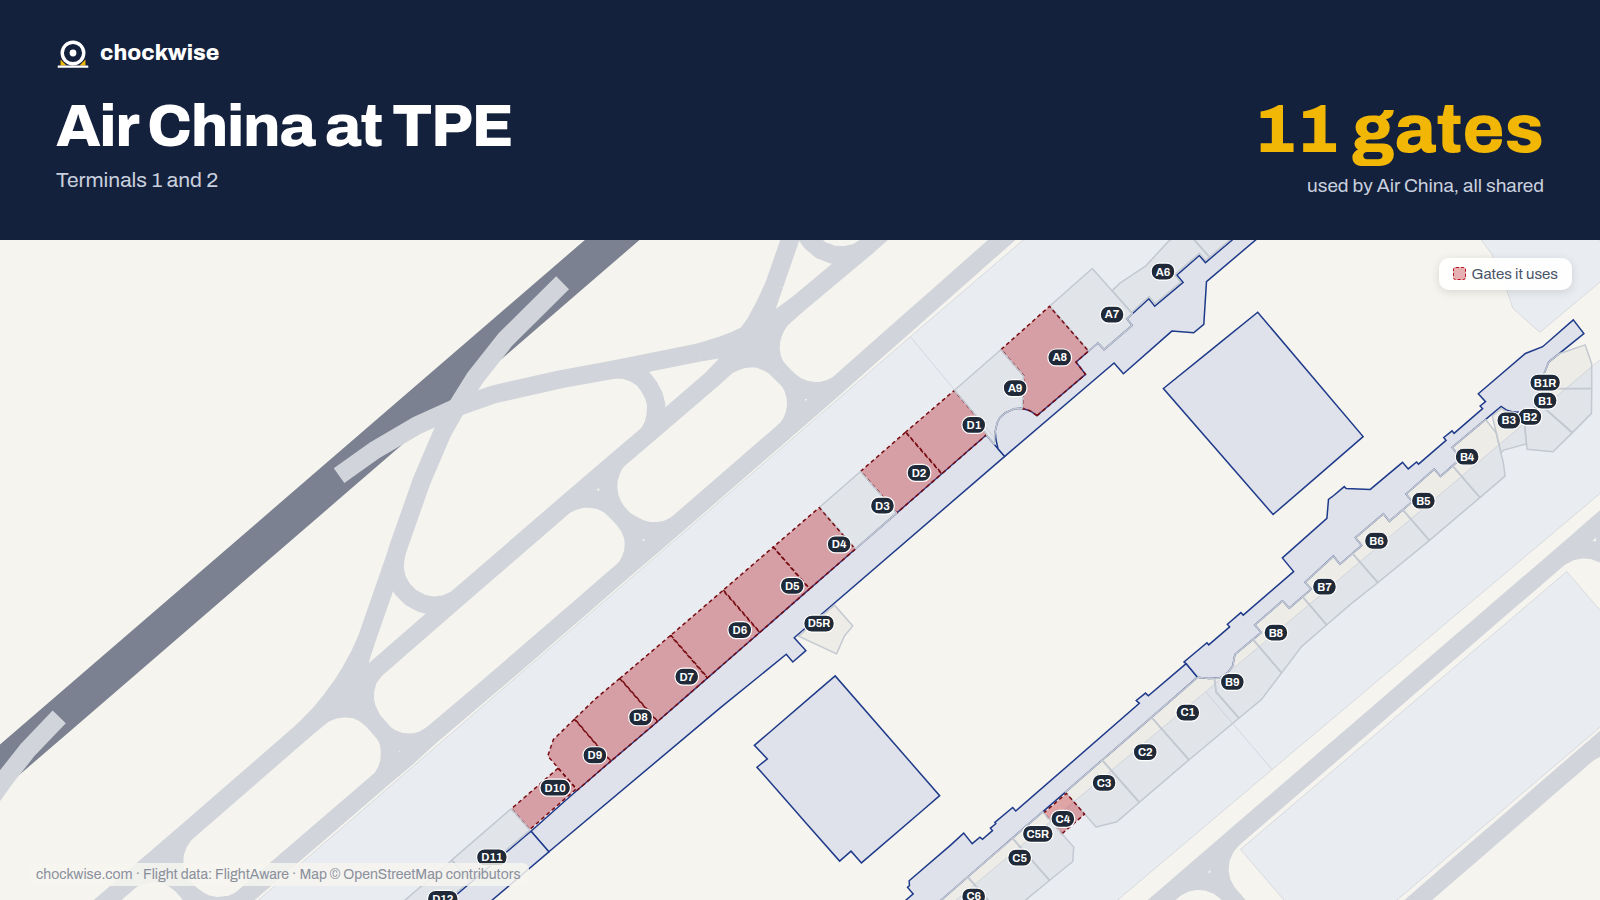 chockwise
Air China at TPE
Terminals 1 and 2
11 gates
used by Air China, all shared
Gates it uses
A6
A7
A8
A9
D1
D2
D3
D4
D5
D5R
D6
D7
D8
D9
D10
D11
D12
B1R
B1
B2
B3
B4
B5
B6
B7
B8
B9
C1
C2
C3
C4
C5R
C5
C6
chockwise.com · Flight data: FlightAware · Map © OpenStreetMap contributors